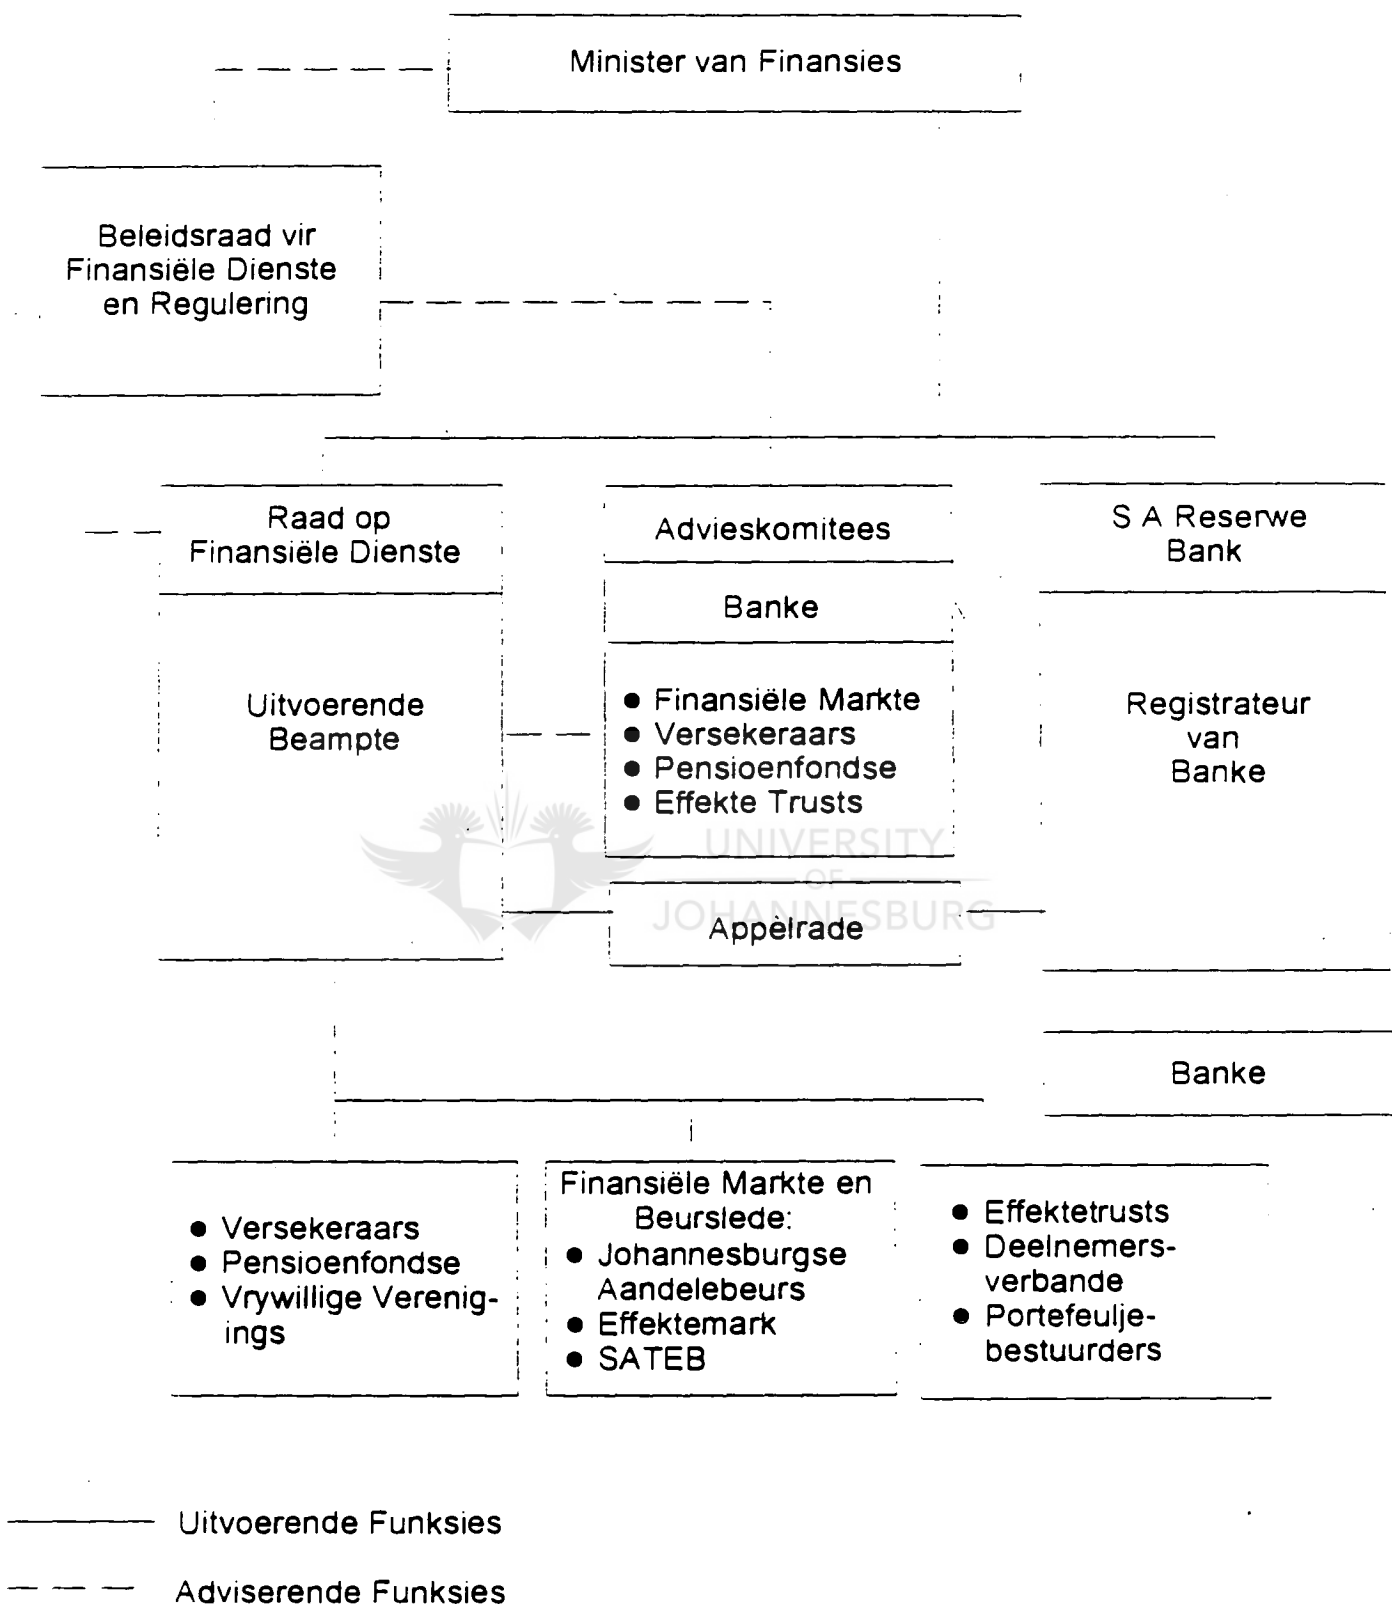 Minister van Finansies
Beleidsraad vir
Finansiële Dienste
en Regulering
Raad op
Finansiële Dienste
Uitvoerende
Beampte
Advieskomitees
Banke
● Finansiële Markte
● Versekeraars
● Pensioenfondse
● Effekte Trusts
Appèlrade
S A Reserwe
Bank
Registrateur
van
Banke
Banke
UNIVERSITY
OF
JOHANNESBURG
● Versekeraars
● Pensioenfondse
● Vrywillige Verenig-
ings
Finansiële Markte en
Beurslede:
● Johannesburgse
Aandelebeurs
● Effektemark
● SATEB
● Effektetrusts
● Deelnemers-
verbande
● Portefeulje-
bestuurders
Uitvoerende Funksies
Adviserende Funksies